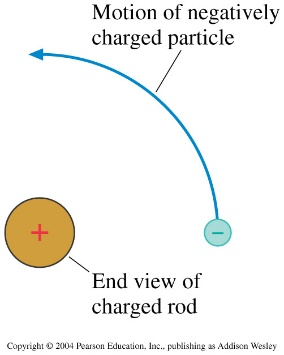 Motion of negatively
charged particle
+
−
End view of
charged rod
Copyright © 2004 Pearson Education, Inc., publishing as Addison Wesley